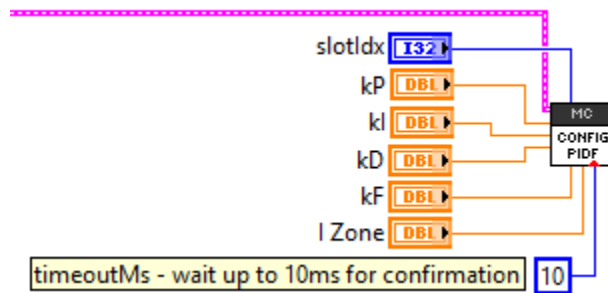 slotIdx I32
kP DBL
kI DBL
kD DBL
kF DBL
I Zone DBL
MC
CONFIG
PIDF
timeoutMs - wait up to 10ms for confirmation 10